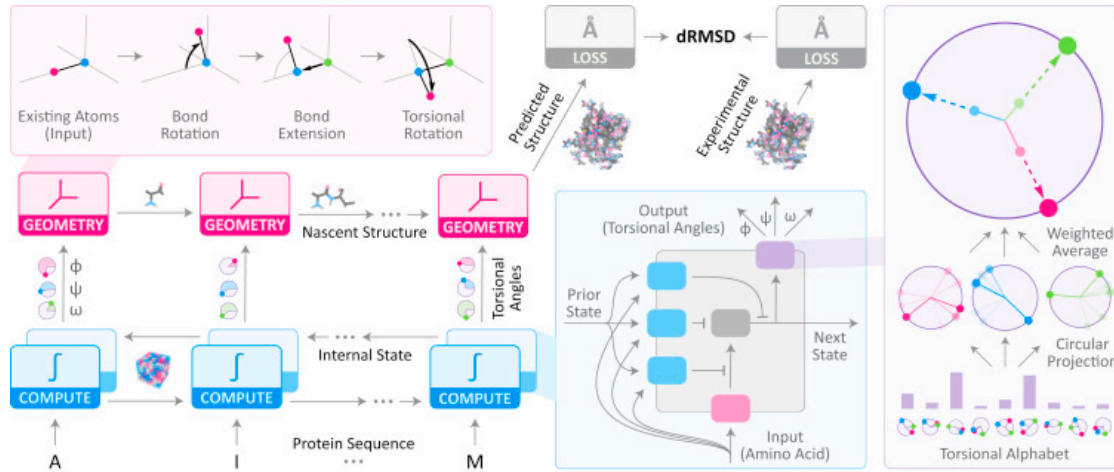 Existing Atoms
(Input)
Bond
Rotation
Bond
Extension
Torsional
Rotation
Å
LOSS
dRMSD
Å
LOSS
Predicted
Structure
Experimental
Structure
GEOMETRY
GEOMETRY
Nascent Structure
GEOMETRY
ϕ
ψ
ω
Torsional
Angles
∫
COMPUTE
∫
COMPUTE
Internal State
∫
COMPUTE
A
I
Protein Sequence
M
Output
(Torsional Angles)
ϕ
ψ
ω
Prior
State
Next
State
Input
(Amino Acid)
Weighted
Average
Circular
Projection
Torsional Alphabet